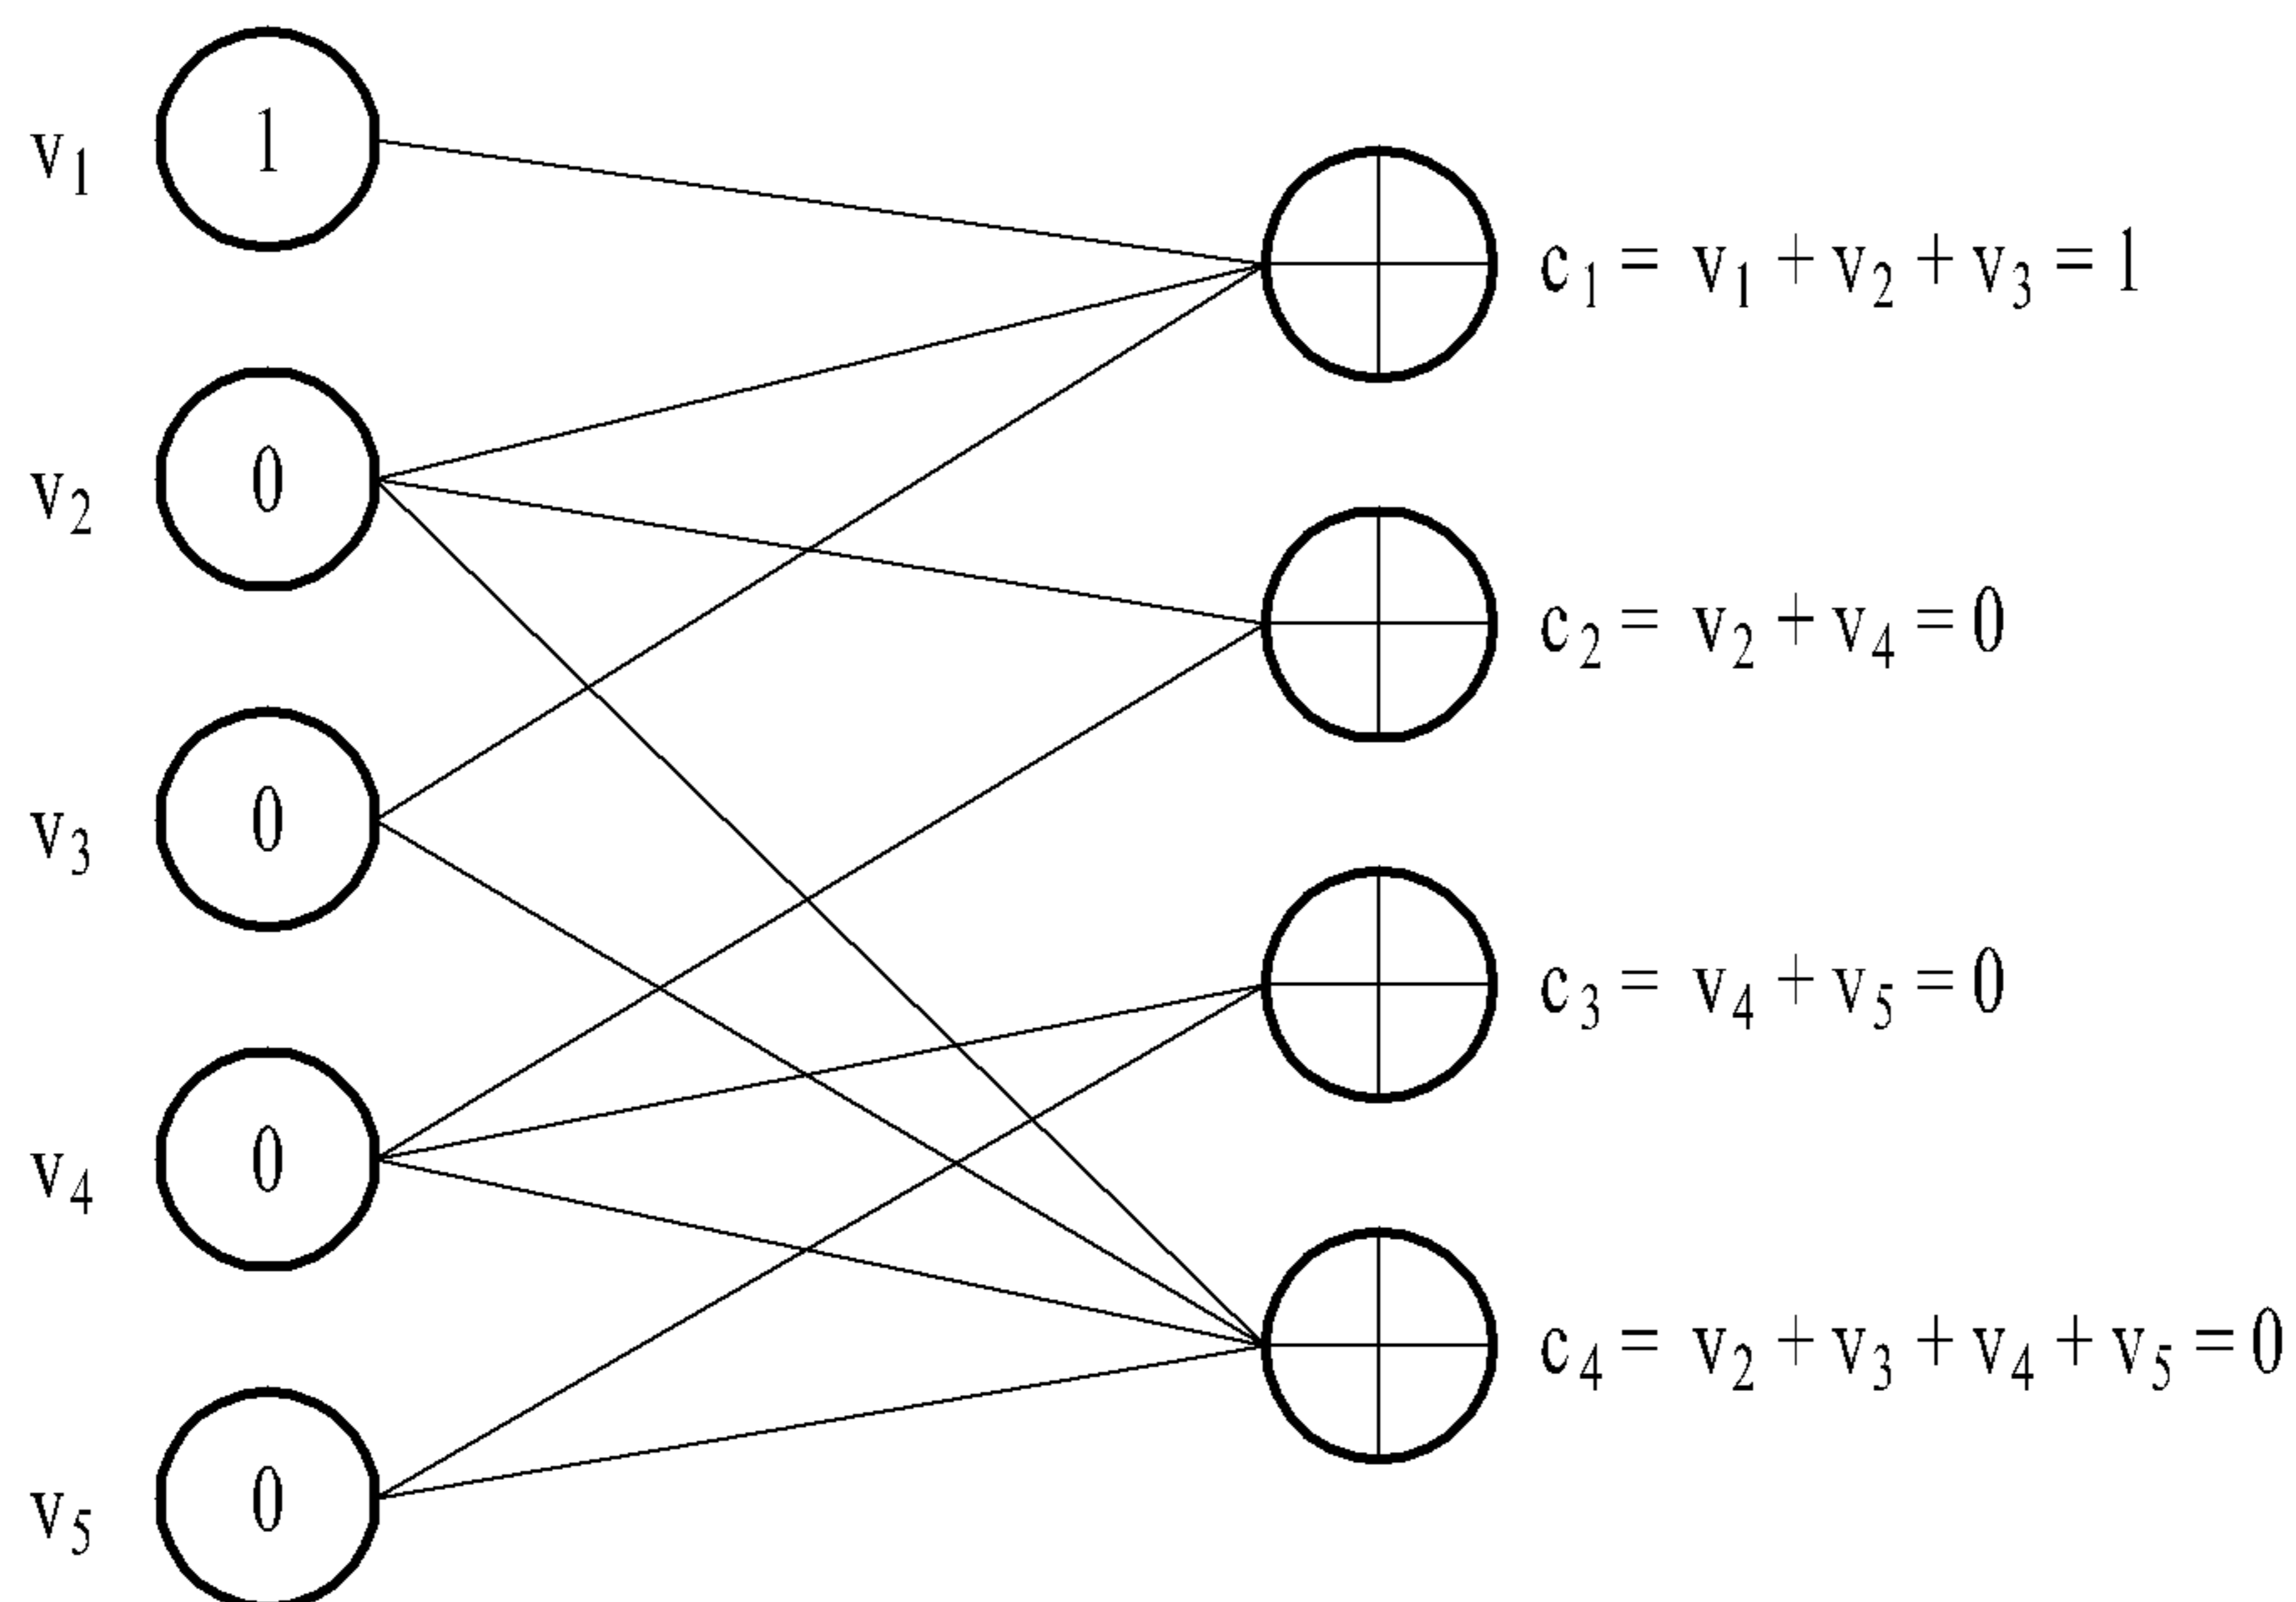 v₁ 1
c₁ = v₁ + v₂ + v₃ = 1
v₂ 0
c₂ = v₂ + v₄ = 0
v₃ 0
c₃ = v₄ + v₅ = 0
v₄ 0
c₄ = v₂ + v₃ + v₄ + v₅ = 0
v₅ 0